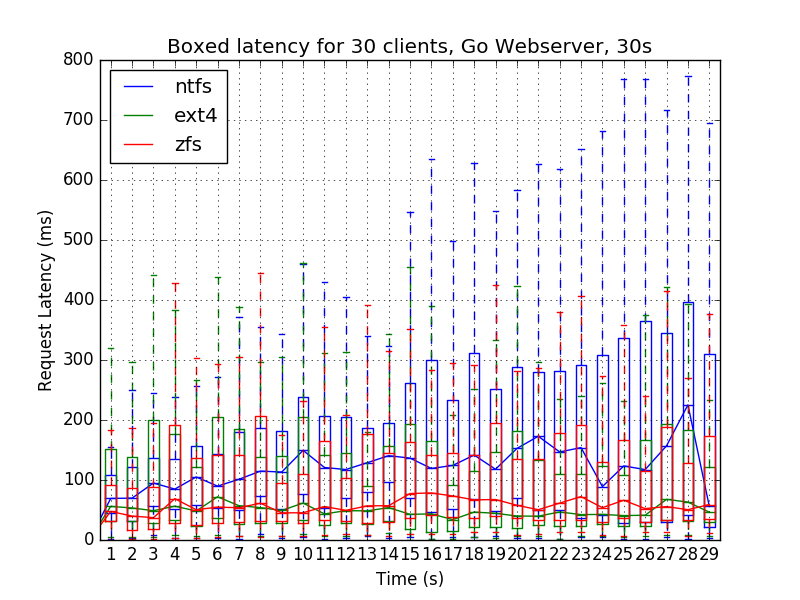 Boxed latency for 30 clients, Go Webserver, 30s
800
700
600
500
400
300
200
100
0
Request Latency (ms)
ntfs
ext4
zfs
1 2 3 4 5 6 7 8 9 10 11 12 13 14 15 16 17 18 19 20 21 22 23 24 25 26 27 28 29
Time (s)